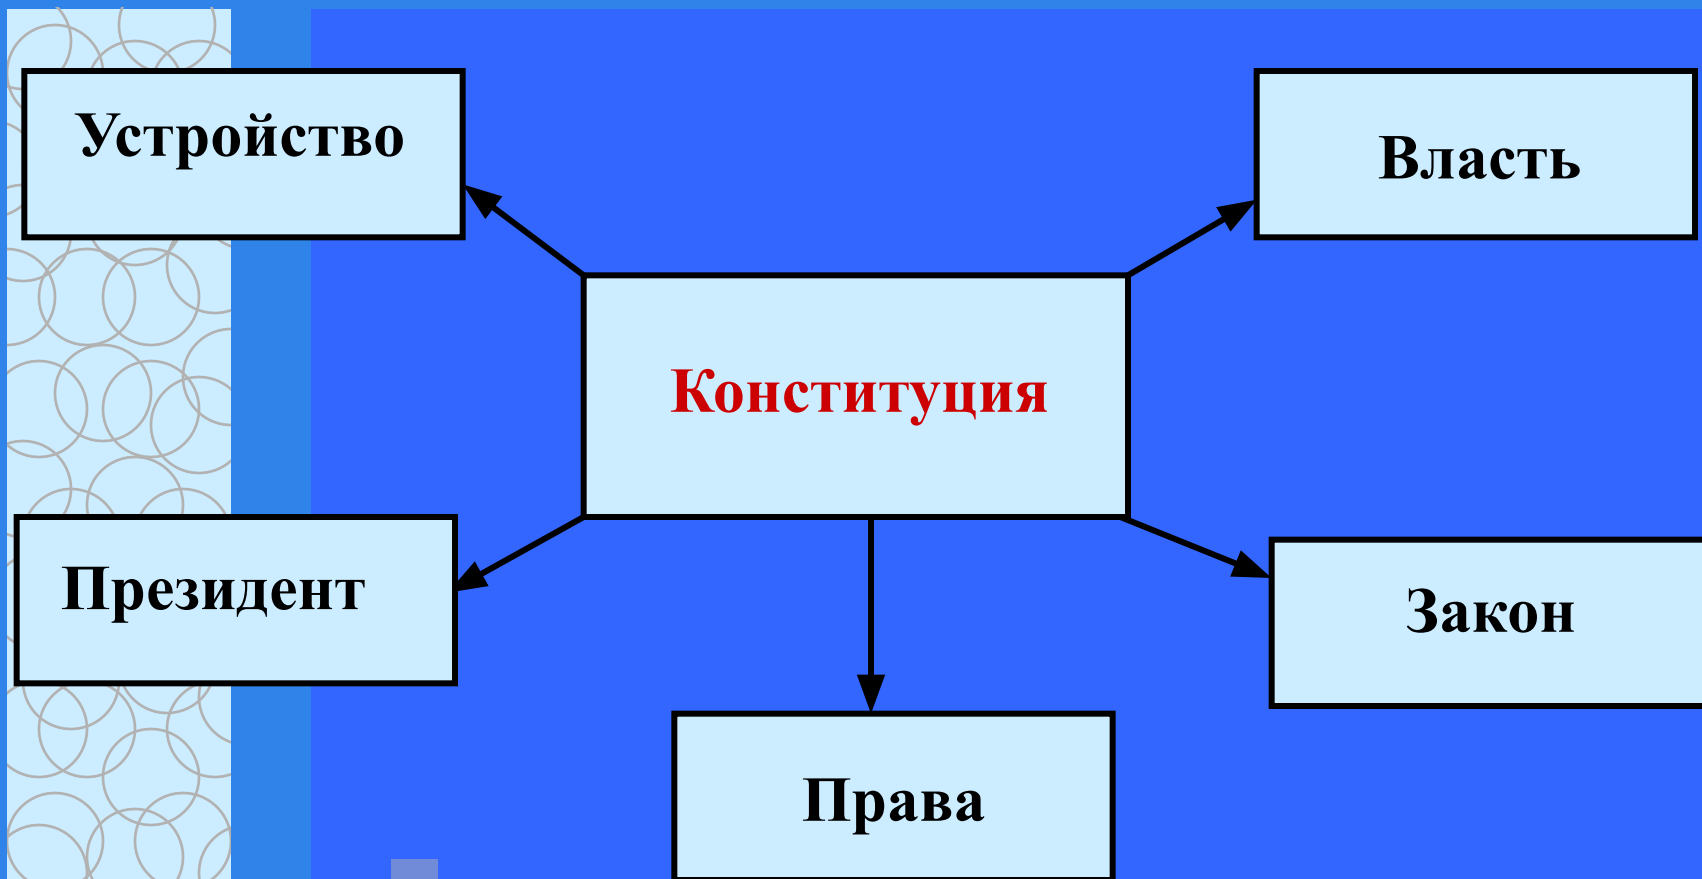 Устройство
Власть
Конституция
Президент
Закон
Права